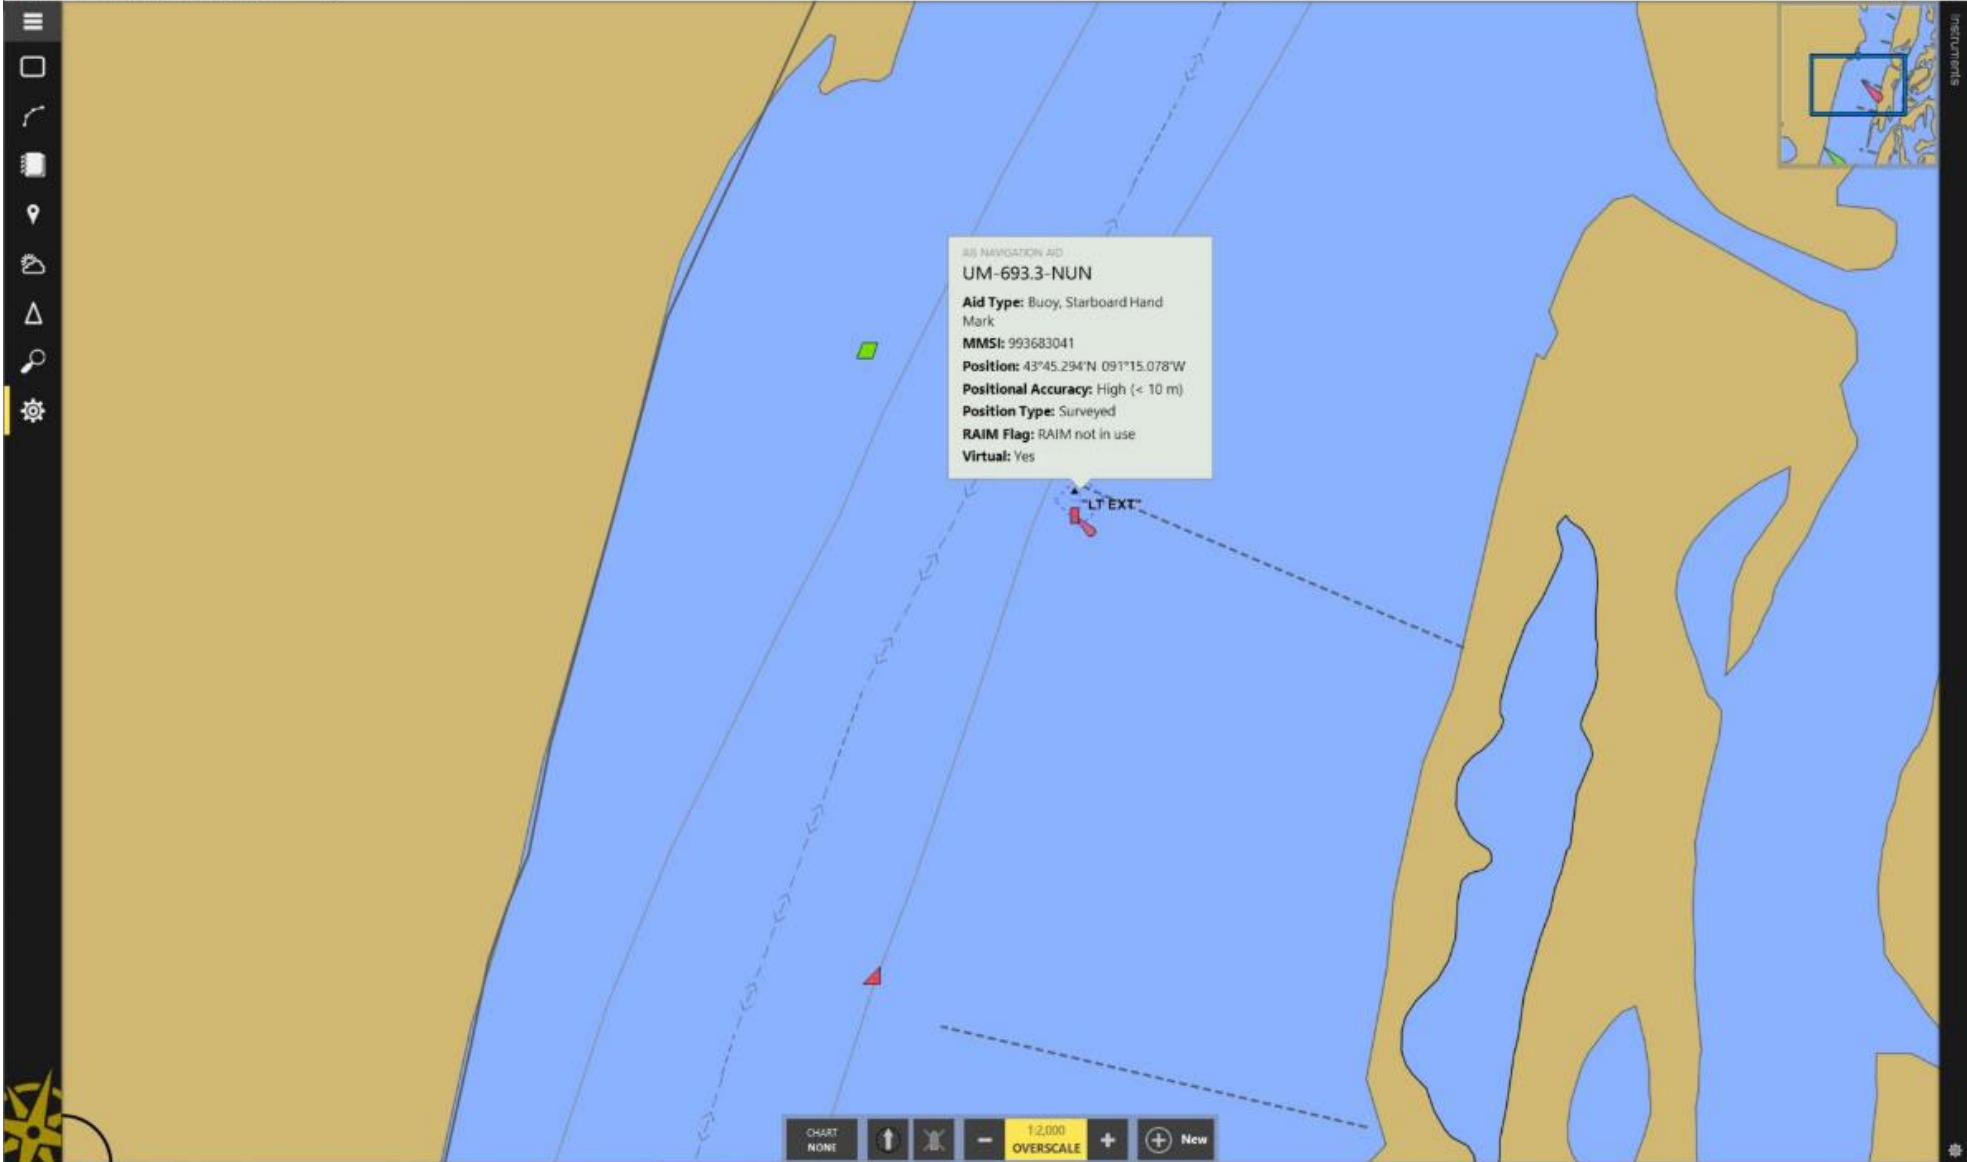 Instruments
AIS NAVIGATION AID
UM-693.3-NUN
Aid Type: Buoy, Starboard Hand
Mark
MMSI: 993683041
Position: 43°45.294'N 091°15.078'W
Positional Accuracy: High (< 10 m)
Position Type: Surveyed
RAIM Flag: RAIM not in use
Virtual: Yes
"LT EXT"
CHART
NONE
1:2,000
OVERSCALE
New